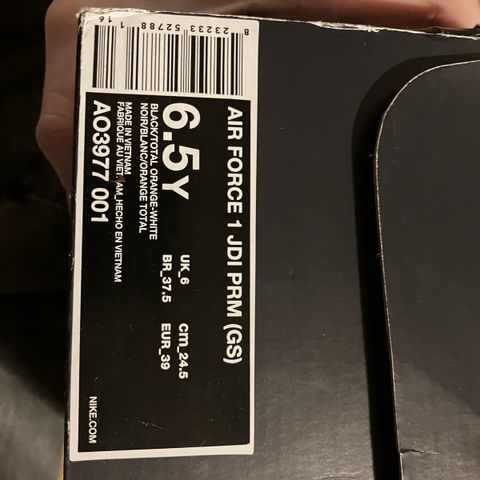 AIR FORCE 1 JDI PRM (GS)
6.5Y
UK_6 cm_24.5
BR_37.5 EUR_39
BLACK/TOTAL ORANGE-WHITE
NOIR/BLANC/ORANGE TOTAL
MADE IN VIETNAM
FABRIQUE AU VIET. AM_HECHO EN VIETNAM
AO3977 001
NIKE.COM
8 23233 52788 1 16